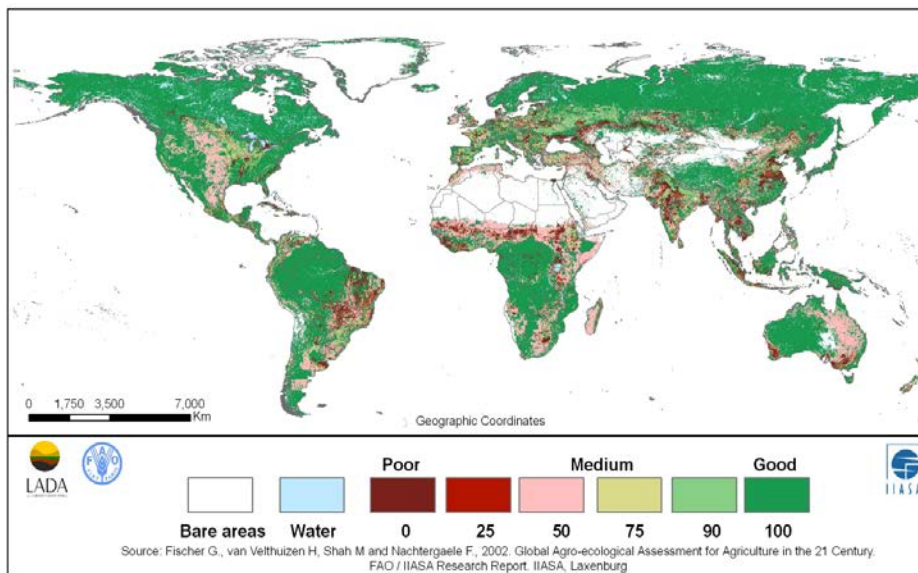 0 1,750 3,500 7,000
Km
Geographic Coordinates
LADA
FAO
Poor Medium Good
Bare areas Water 0 25 50 75 90 100
IIASA
Source: Fischer G., van Velthuizen H, Shah M and Nachtergaele F., 2002. Global Agro-ecological Assessment for Agriculture in the 21 Century.
FAO / IIASA Research Report. IIASA, Laxenburg